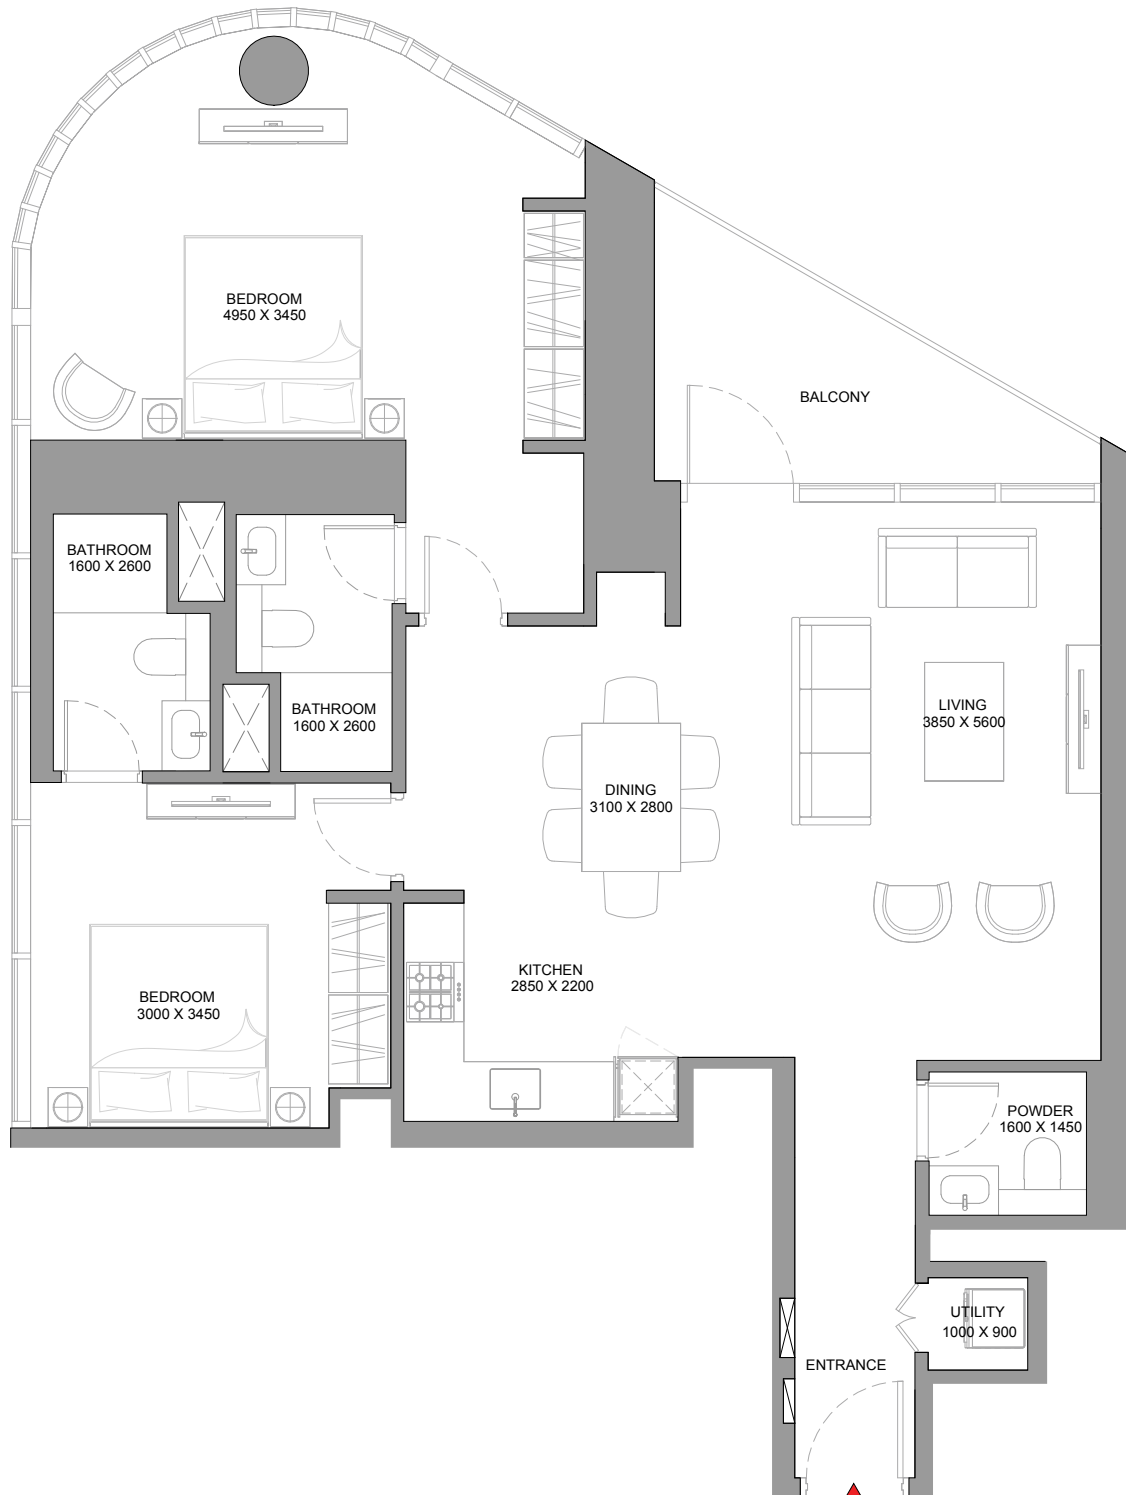 BEDROOM
4950 X 3450
BALCONY
BATHROOM
1600 X 2600
BATHROOM
1600 X 2600
LIVING
3850 X 5600
DINING
3100 X 2800
KITCHEN
2850 X 2200
BEDROOM
3000 X 3450
POWDER
1600 X 1450
UTILITY
1000 X 900
ENTRANCE